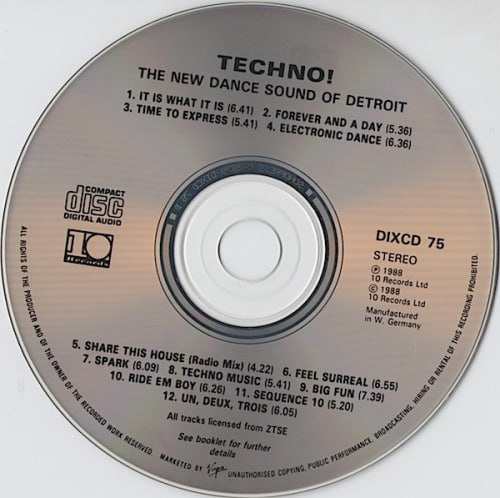 TECHNO!
THE NEW DANCE SOUND OF DETROIT
1. IT IS WHAT IT IS (6.41) 2. FOREVER AND A DAY (5.36)
3. TIME TO EXPRESS (5.41) 4. ELECTRONIC DANCE (6.36)
COMPACT
disc
DIGITAL AUDIO
10
Records
DIXCD 75
STEREO
℗ 1988
10 Records Ltd
© 1988
10 Records Ltd
Manufactured
in W. Germany
5. SHARE THIS HOUSE (Radio Mix) (4.22) 6. FEEL SURREAL (6.55)
7. SPARK (6.09) 8. TECHNO MUSIC (5.41) 9. BIG FUN (7.39)
10. RIDE EM BOY (6.26) 11. SEQUENCE 10 (5.20)
12. UN, DEUX, TROIS (6.05)
All tracks licensed from ZTSE
See booklet for further
details
ALL RIGHTS OF THE PRODUCER AND OF THE OWNER OF THE RECORDED WORK RESERVED. MARKETED BY Virgin UNAUTHORISED COPYING, PUBLIC PERFORMANCE, BROADCASTING, HIRING OR RENTAL OF THIS RECORDING PROHIBITED.